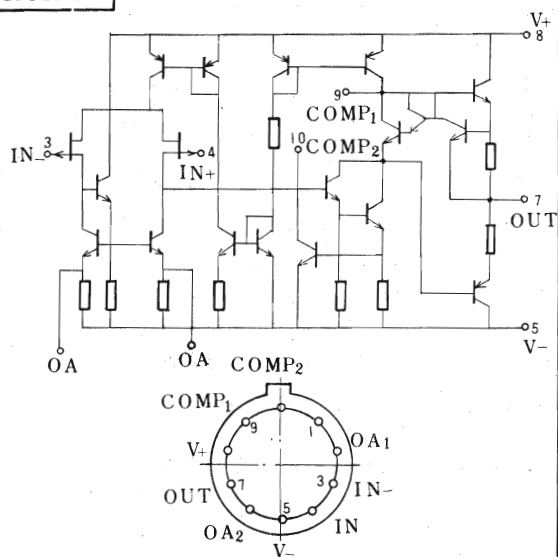 V+
8
9
COMP₁
10
COMP₂
3
IN-
4
IN+
7
OUT
OA
OA
5
V-
COMP₂
COMP₁
9
1
OA₁
V+
7
3
IN-
OUT
5
IN
OA₂
V-